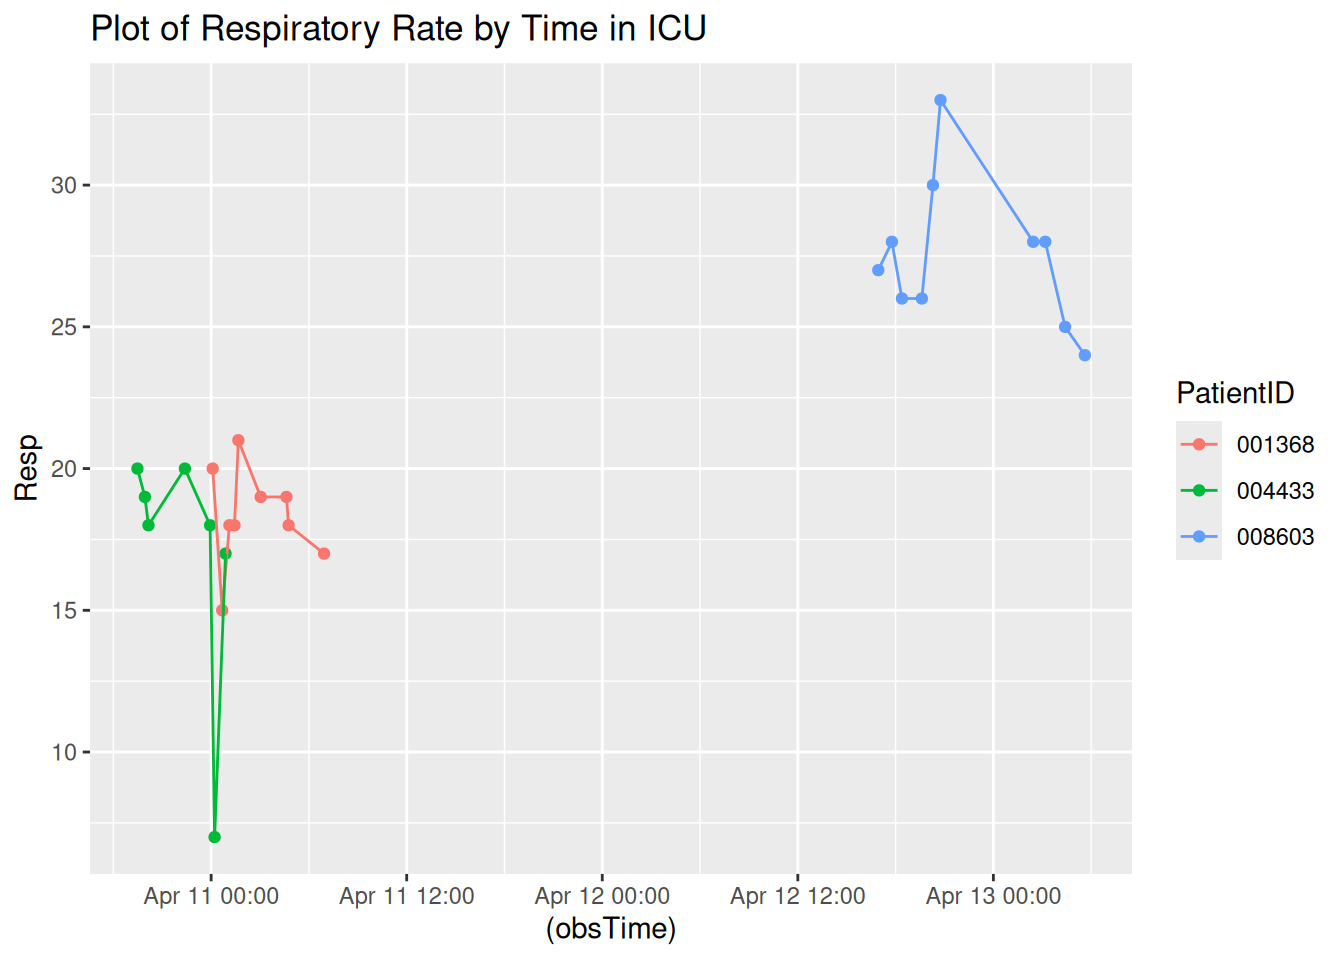 Plot of Respiratory Rate by Time in ICU
Resp
30
25
20
15
10
Apr 11 00:00
Apr 11 12:00
Apr 12 00:00
Apr 12 12:00
Apr 13 00:00
(obsTime)
PatientID
001368
004433
008603